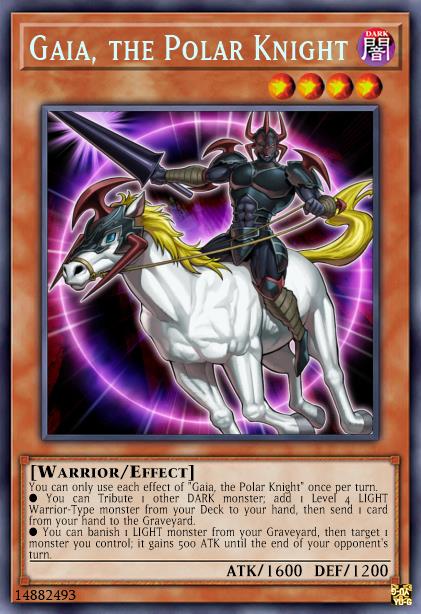 GAIA, THE POLAR KNIGHT
DARK
闇
[WARRIOR/EFFECT]
You can only use each effect of "Gaia, the Polar Knight" once per turn.
● You can Tribute 1 other DARK monster; add 1 Level 4 LIGHT
Warrior-Type monster from your Deck to your hand, then send 1 card
from your hand to the Graveyard.
● You can banish 1 LIGHT monster from your Graveyard, then target 1
monster you control; it gains 500 ATK until the end of your opponent's
turn.
ATK/1600 DEF/1200
14882493